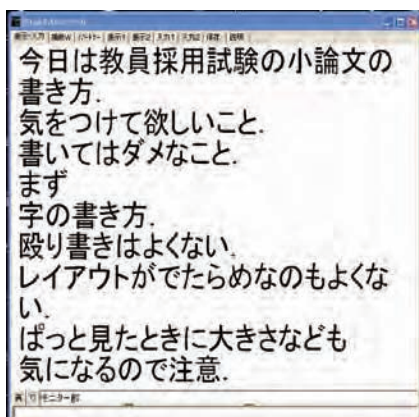 今日は教員採用試験の小論文の
書き方.
気をつけて欲しいこと.
書いてはダメなこと.
まず
字の書き方.
殴り書きはよくない.
レイアウトがでたらめなのもよくな
い.
ぱっと見たときに大きさなども
気になるので注意.